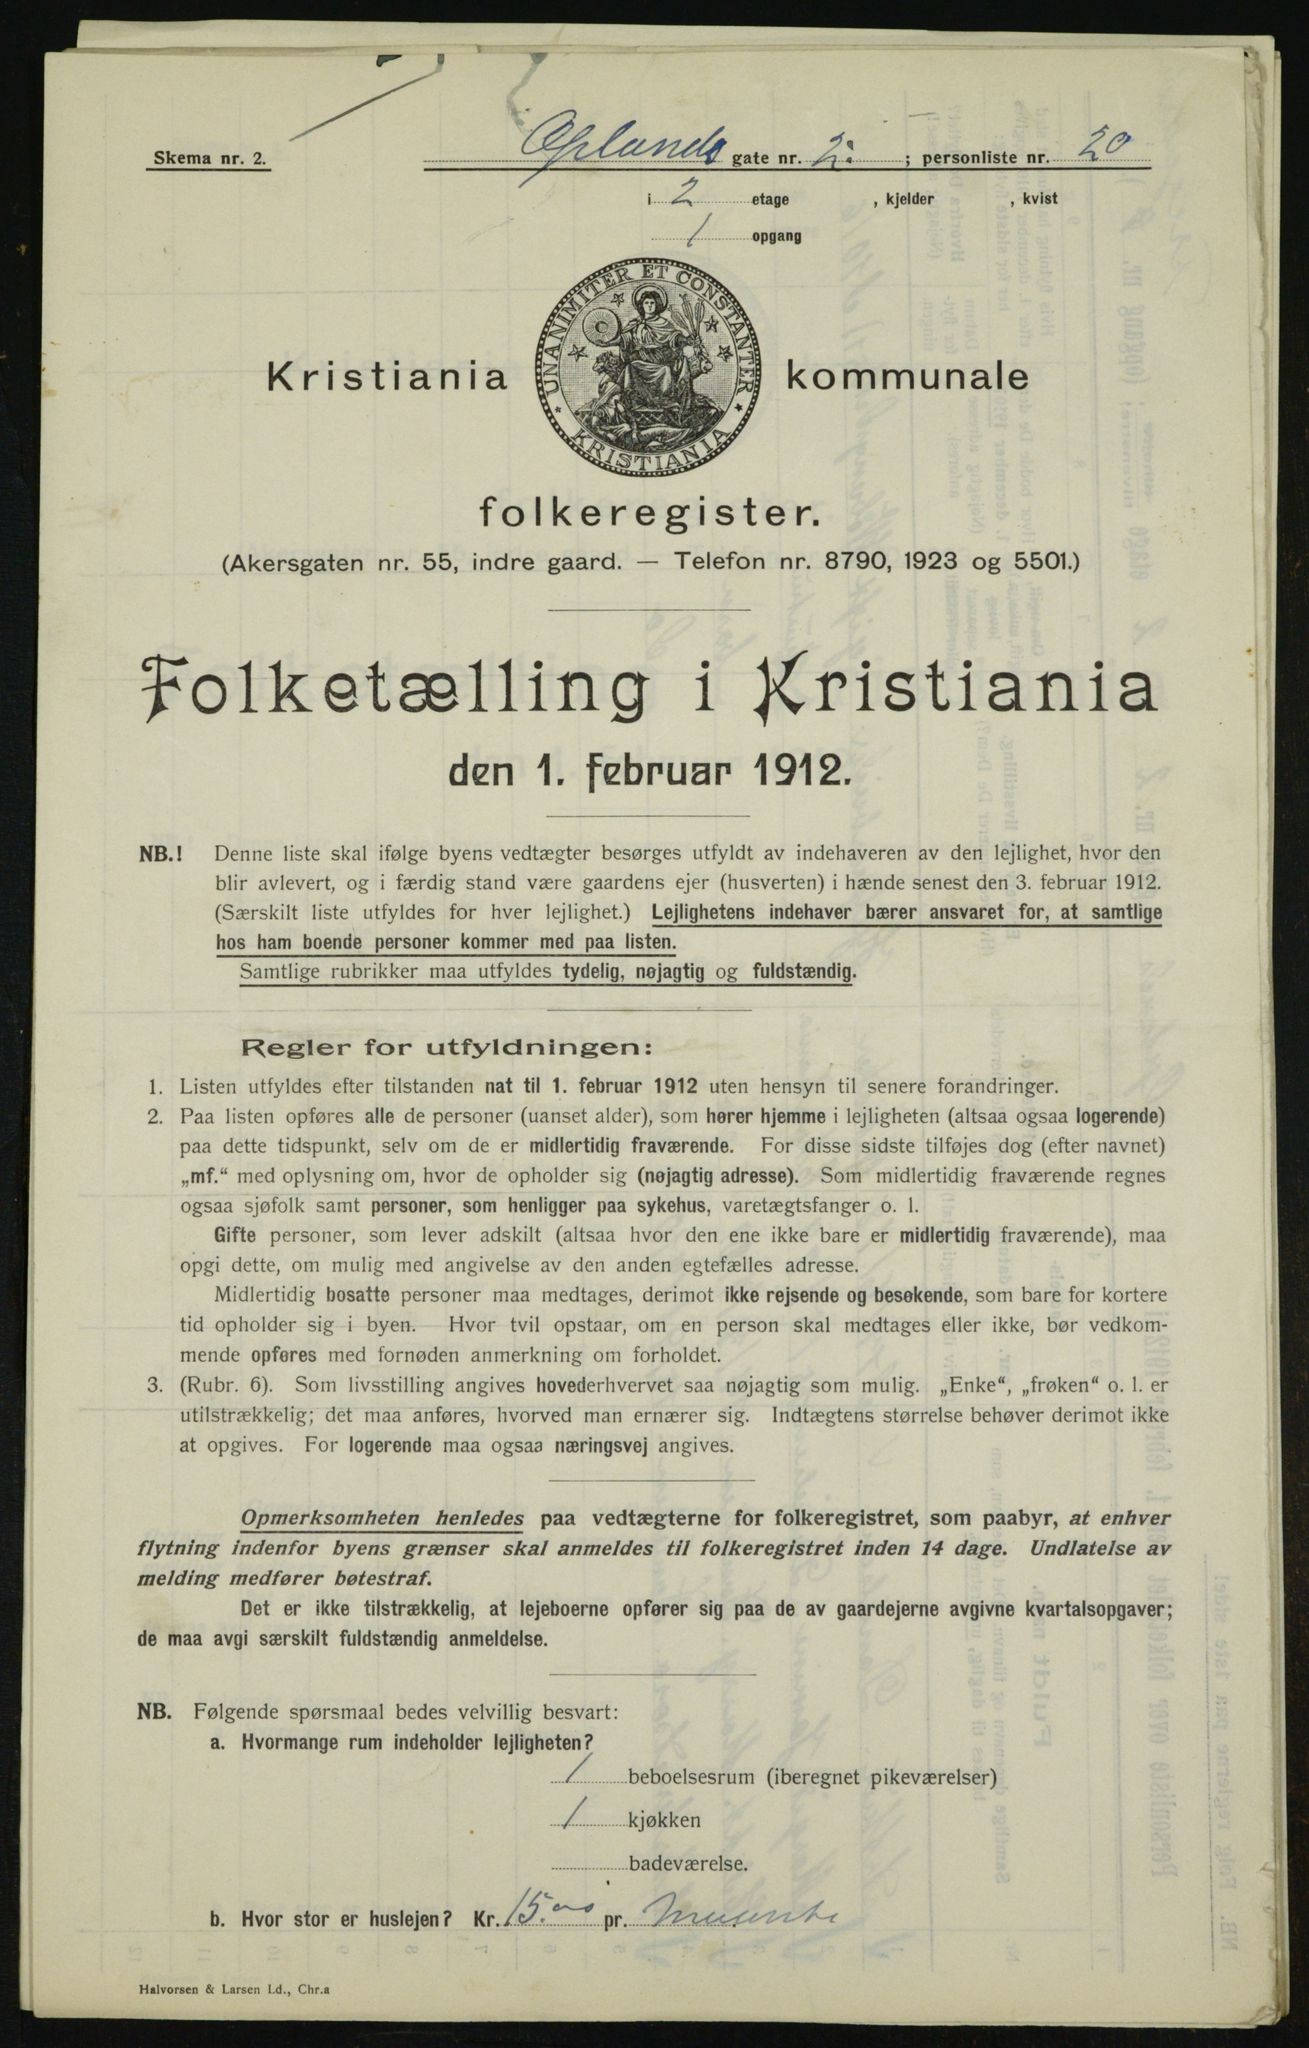 Skema nr. 2.
Oplands gate nr. 2 ; personliste nr. 20
i 2 etage , kjelder , kvist
1 opgang
UNANIMITER ET CONSTANTER
KRISTIANIA
Kristiania kommunale
folkeregister.
(Akersgaten nr. 55, indre gaard. — Telefon nr. 8790, 1923 og 5501.)
Folketælling i Kristiania
den 1. februar 1912.
NB.! Denne liste skal ifølge byens vedtægter besørges utfyldt av indehaveren av den lejlighet, hvor den
blir avlevert, og i færdig stand være gaardens ejer (husverten) i hænde senest den 3. februar 1912.
(Særskilt liste utfyldes for hver lejlighet.) Lejlighetens indehaver bærer ansvaret for, at samtlige
hos ham boende personer kommer med paa listen.
Samtlige rubrikker maa utfyldes tydelig, nøjagtig og fuldstændig.
Regler for utfyldningen:
1. Listen utfyldes efter tilstanden nat til 1. februar 1912 uten hensyn til senere forandringer.
2. Paa listen opføres alle de personer (uanset alder), som hører hjemme i lejligheten (altsaa ogsaa logerende)
paa dette tidspunkt, selv om de er midlertidig fraværende. For disse sidste tilføjes dog (efter navnet)
„mf.“ med oplysning om, hvor de opholder sig (nøjagtig adresse). Som midlertidig fraværende regnes
ogsaa sjøfolk samt personer, som henligger paa sykehus, varetægtsfanger o. l.
Gifte personer, som lever adskilt (altsaa hvor den ene ikke bare er midlertidig fraværende), maa
opgi dette, om mulig med angivelse av den anden egtefælles adresse.
Midlertidig bosatte personer maa medtages, derimot ikke rejsende og besøkende, som bare for kortere
tid opholder sig i byen. Hvor tvil opstaar, om en person skal medtages eller ikke, bør vedkom-
mende opføres med fornøden anmerkning om forholdet.
3. (Rubr. 6). Som livsstilling angives hovederhvervet saa nøjagtig som mulig. „Enke“, „frøken“ o. l. er
utilstrækkelig; det maa anføres, hvorved man ernærer sig. Indtægtens størrelse behøver derimot ikke
at opgives. For logerende maa ogsaa næringsvej angives.
Opmerksomheten henledes paa vedtægterne for folkeregistret, som paabyr, at enhver
flytning indenfor byens grænser skal anmeldes til folkeregistret inden 14 dage. Undlatelse av
melding medfører bøtestraf.
Det er ikke tilstrækkelig, at lejeboerne opfører sig paa de av gaardejerne avgivne kvartalsopgaver;
de maa avgi særskilt fuldstændig anmeldelse.
NB. Følgende spørsmaal bedes velvillig besvart:
a. Hvormange rum indeholder lejligheten?
1 beboelsesrum (iberegnet pikeværelser)
1 kjøkken
badeværelse.
b. Hvor stor er huslejen? Kr. 15.00 pr.
Halvorsen & Larsen Ld., Chr.a